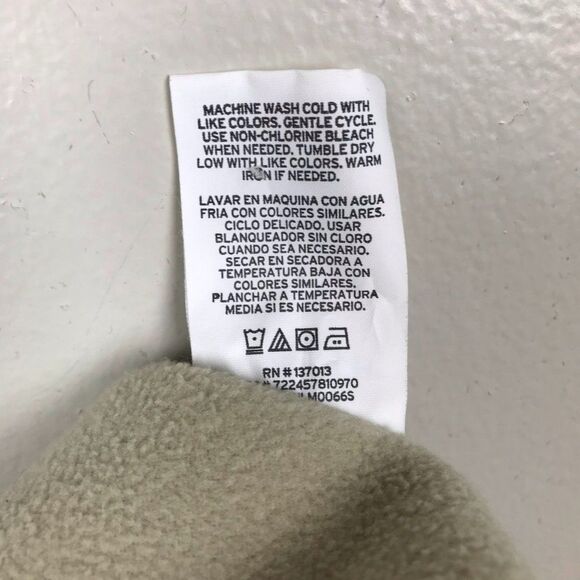 MACHINE WASH COLD WITH
LIKE COLORS. GENTLE CYCLE.
USE NON-CHLORINE BLEACH
WHEN NEEDED. TUMBLE DRY
LOW WITH LIKE COLORS. WARM
IRON IF NEEDED.
LAVAR EN MAQUINA CON AGUA
FRIA CON COLORES SIMILARES.
CICLO DELICADO. USAR
BLANQUEADOR SIN CLORO
CUANDO SEA NECESARIO.
SECAR EN SECADORA A
TEMPERATURA BAJA CON
COLORES SIMILARES.
PLANCHAR A TEMPERATURA
MEDIA SI ES NECESARIO.
RN # 137013
# 722457810970
LM0066S